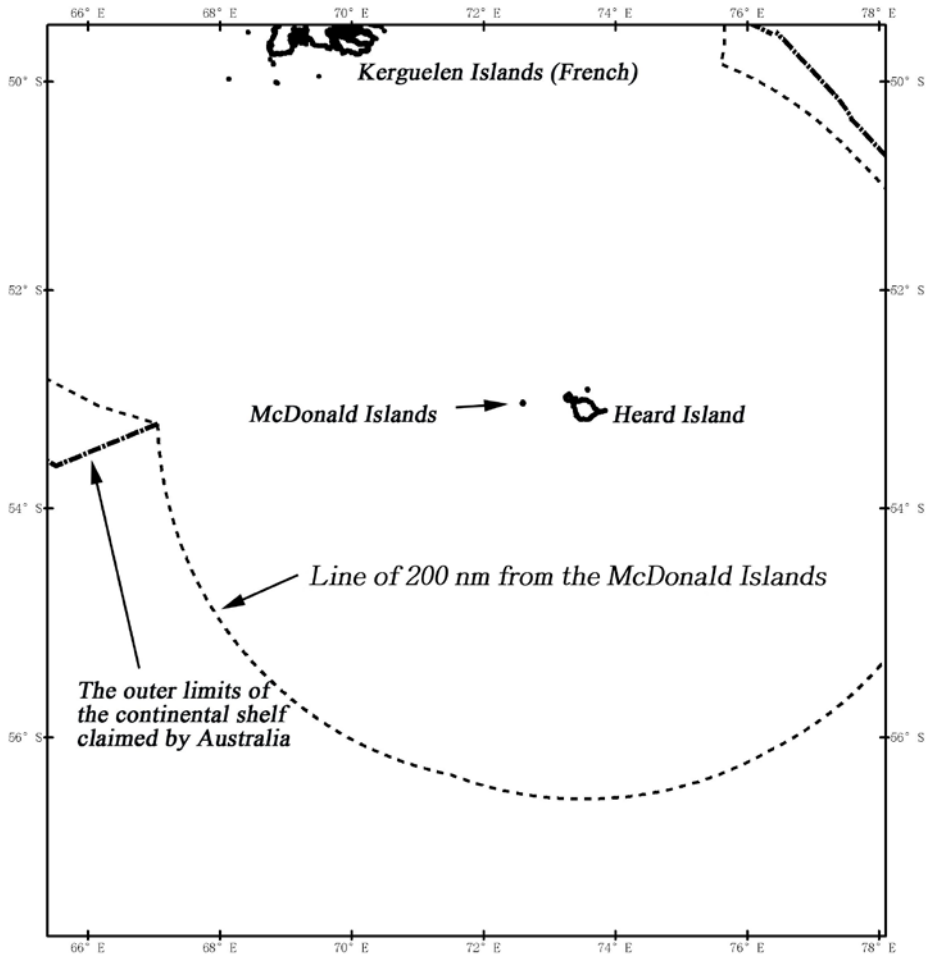 66° E 68° E 70° E 72° E 74° E 76° E 78° E
Kerguelen Islands (French)
50° S 50° S
52° S 52° S
McDonald Islands
Heard Island
54° S 54° S
Line of 200 nm from the McDonald Islands
The outer limits of
the continental shelf
claimed by Australia
56° S 56° S
66° E 68° E 70° E 72° E 74° E 76° E 78° E